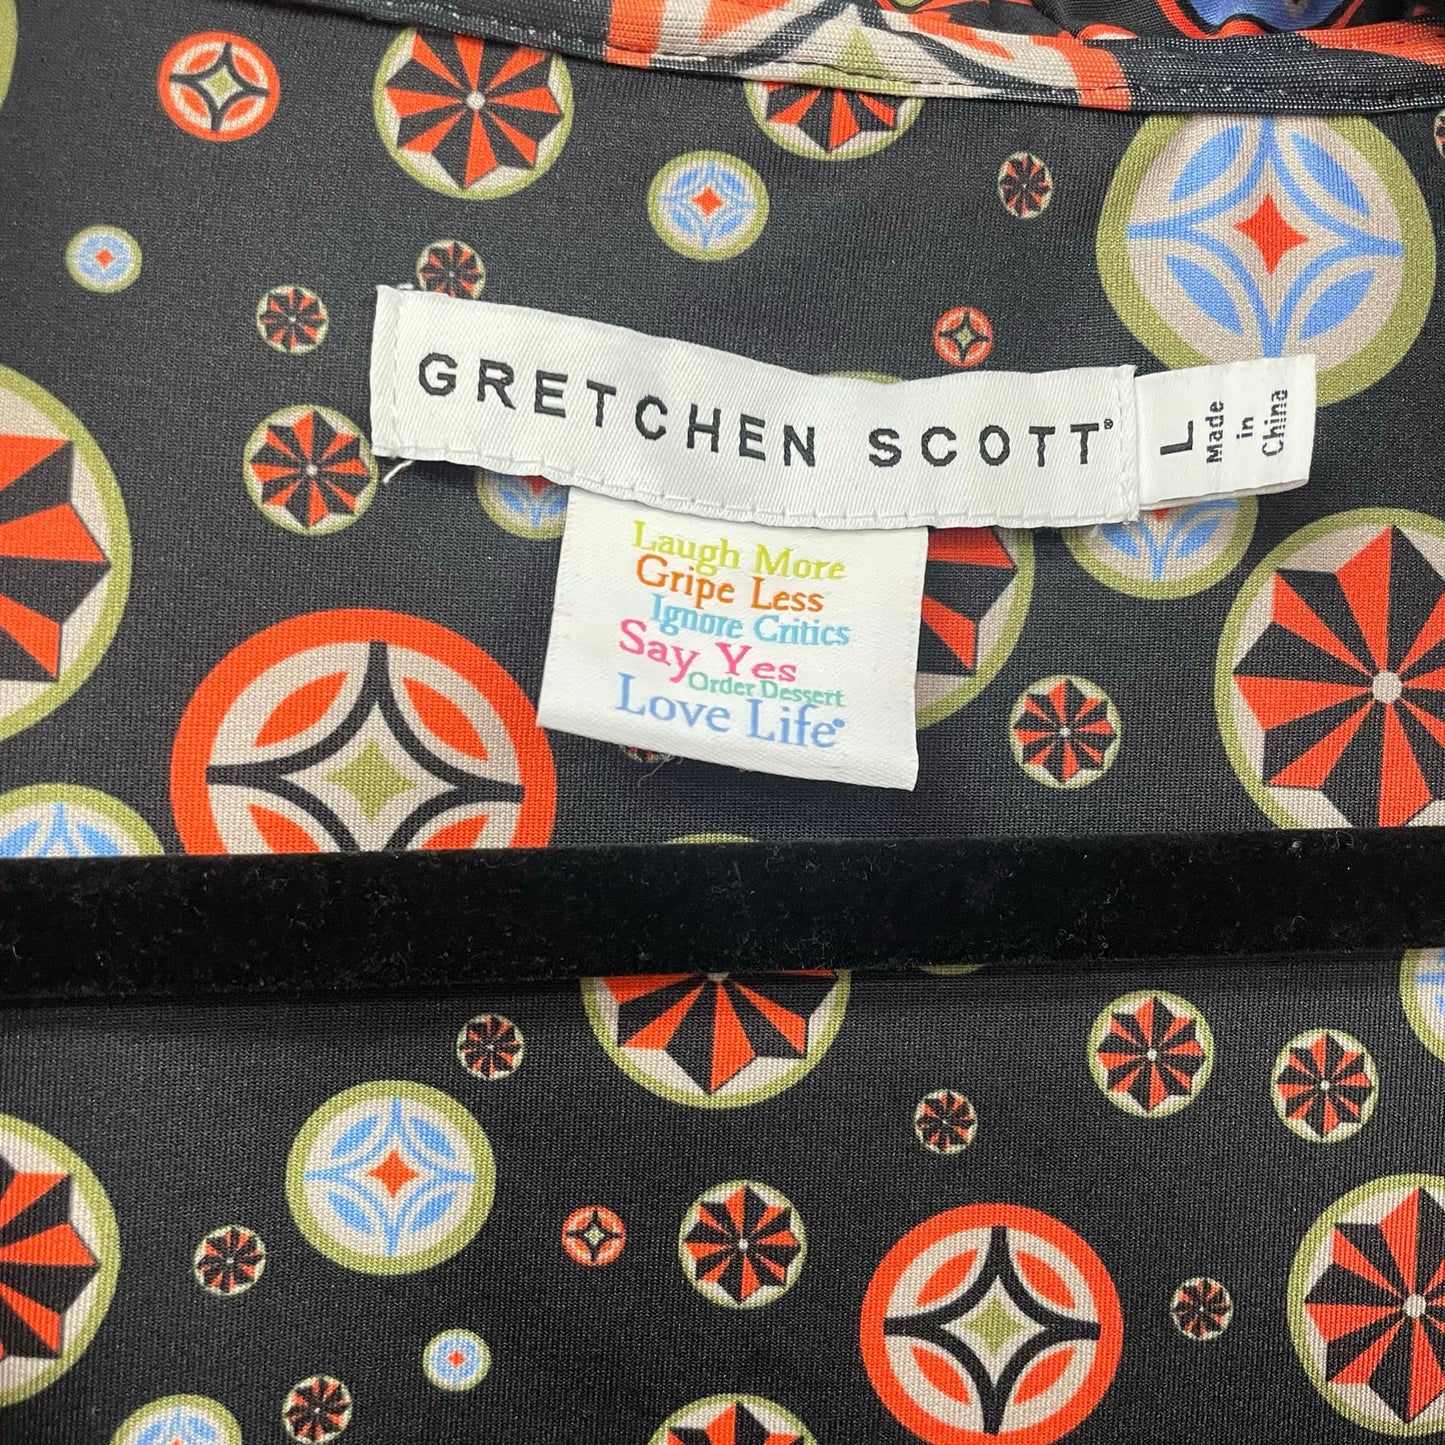 GRETCHEN SCOTT®
L
Made
in
China
Laugh More
Gripe Less
Ignore Critics
Say Yes
Order Dessert
Love Life®